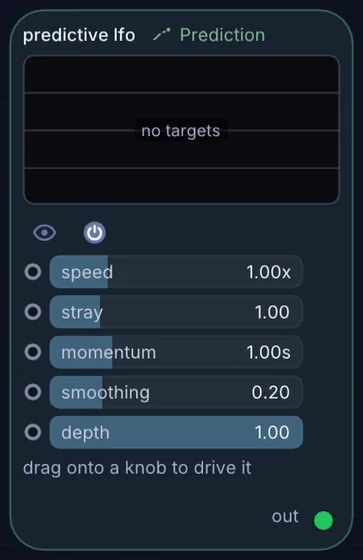 predictive lfo Prediction
no targets
speed 1.00x
stray 1.00
momentum 1.00s
smoothing 0.20
depth 1.00
drag onto a knob to drive it
out